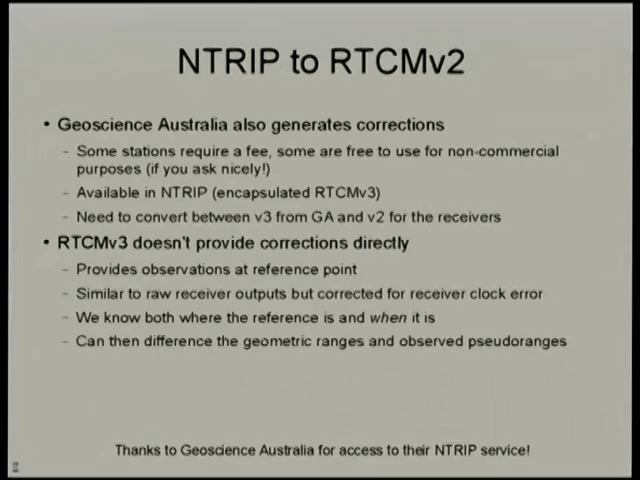 NTRIP to RTCMv2
• Geoscience Australia also generates corrections
– Some stations require a fee, some are free to use for non-commercial
purposes (if you ask nicely!)
– Available in NTRIP (encapsulated RTCMv3)
– Need to convert between v3 from GA and v2 for the receivers
• RTCMv3 doesn't provide corrections directly
– Provides observations at reference point
– Similar to raw receiver outputs but corrected for receiver clock error
– We know both where the reference is and when it is
– Can then difference the geometric ranges and observed pseudoranges
Thanks to Geoscience Australia for access to their NTRIP service!